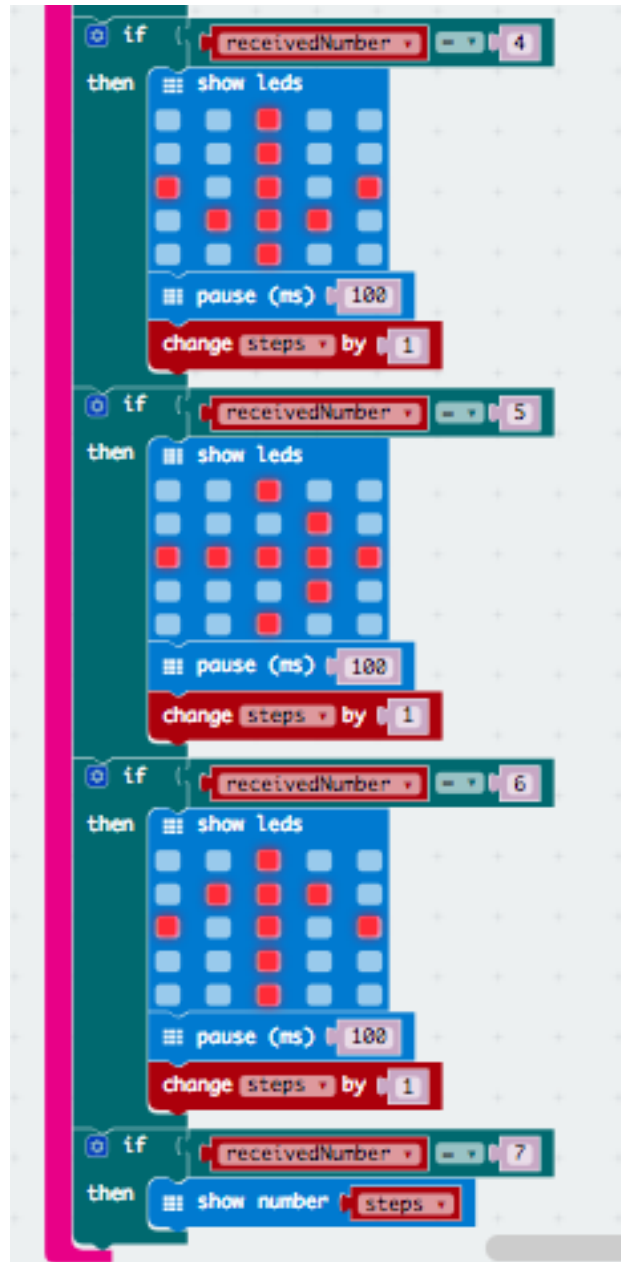 if receivedNumber = 4
then show leds
pause (ms) 100
change steps by 1
if receivedNumber = 5
then show leds
pause (ms) 100
change steps by 1
if receivedNumber = 6
then show leds
pause (ms) 100
change steps by 1
if receivedNumber = 7
then show number steps